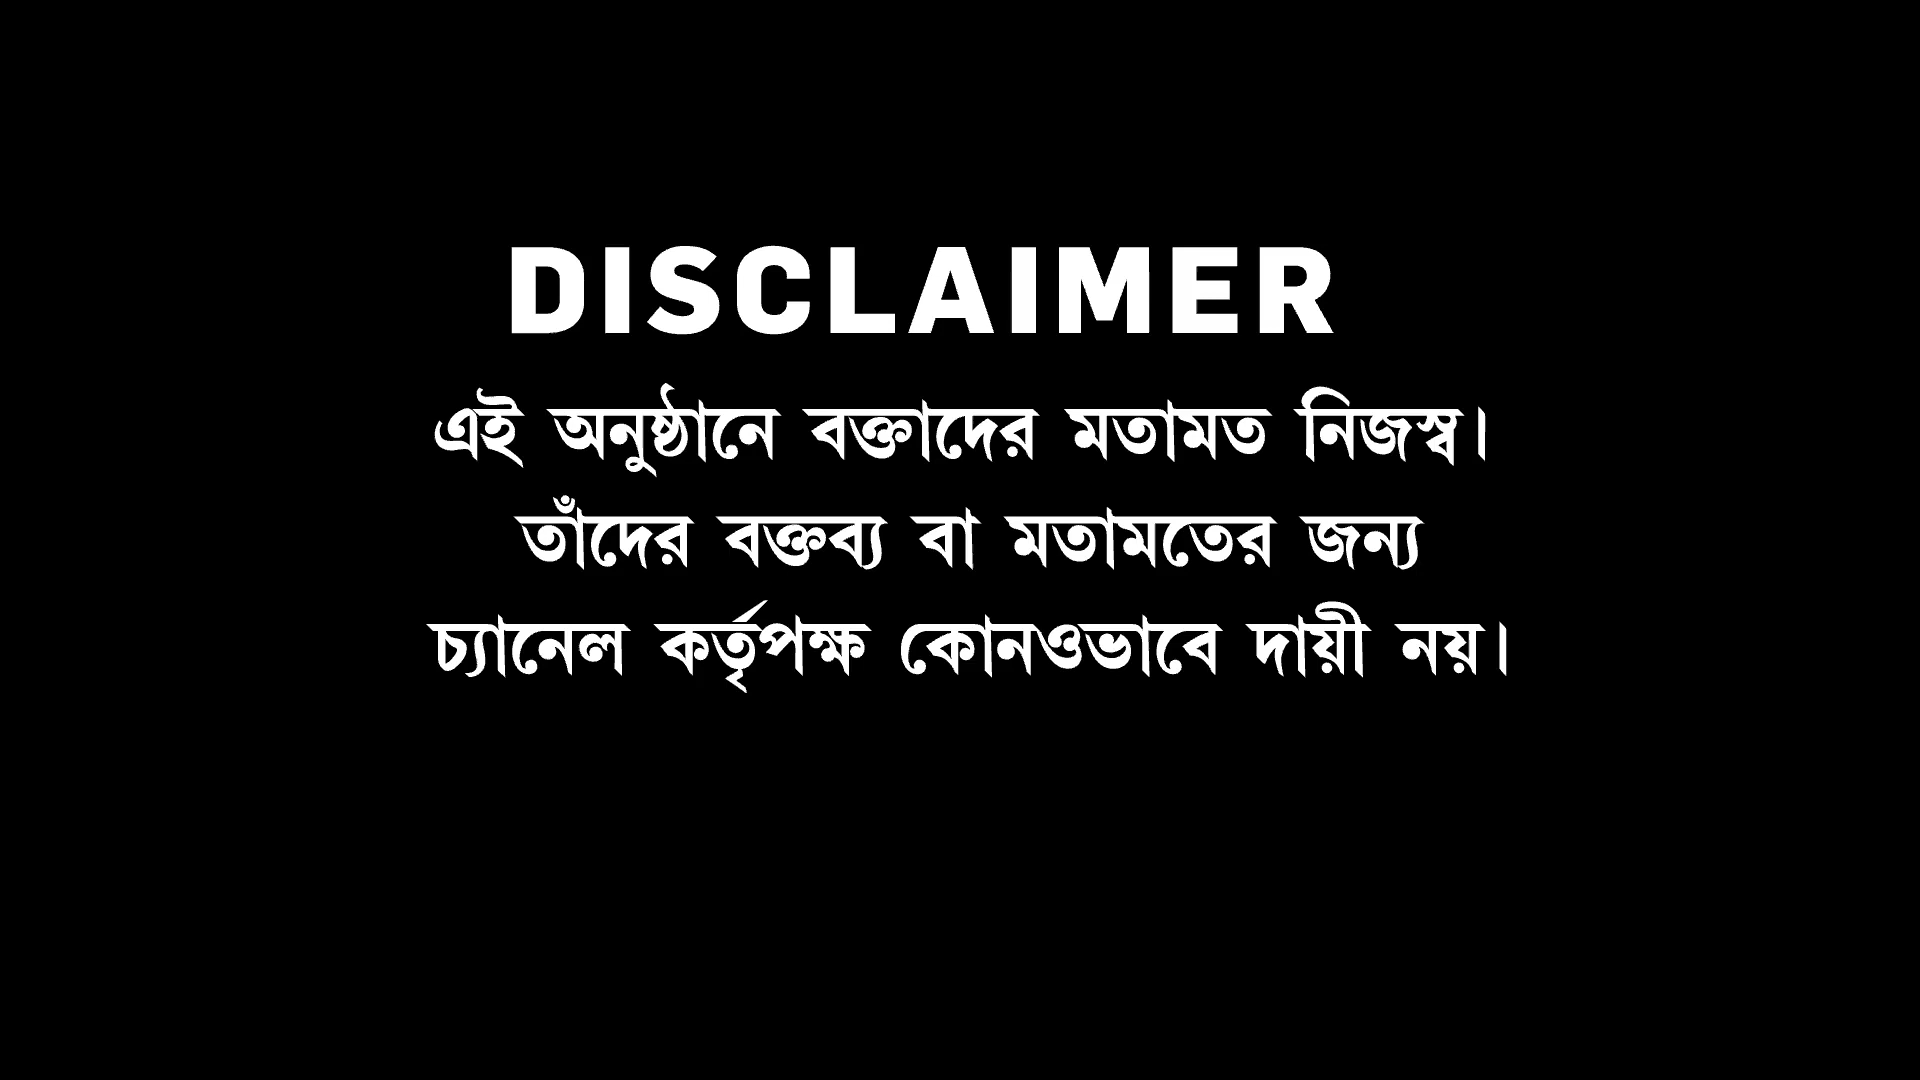 DISCLAIMER
এই অনুষ্ঠানে বক্তাদের মতামত নিজস্ব।
তাঁদের বক্তব্য বা মতামতের জন্য
চ্যানেল কর্তৃপক্ষ কোনওভাবে দায়ী নয়।